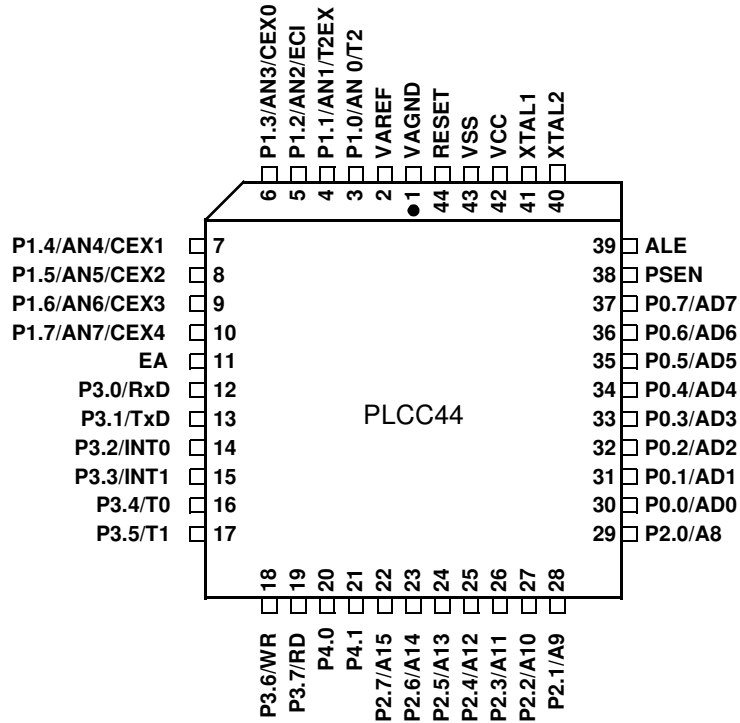 P1.3/AN3/CEX0
P1.2/AN2/ECI
P1.1/AN1/T2EX
P1.0/AN 0/T2
VAREF
VAGND
RESET
VSS
VCC
XTAL1
XTAL2
6 5 4 3 2 1 44 43 42 41 40
P1.4/AN4/CEX1 7
P1.5/AN5/CEX2 8
P1.6/AN6/CEX3 9
P1.7/AN7/CEX4 10
EA 11
P3.0/RxD 12
P3.1/TxD 13
P3.2/INT0 14
P3.3/INT1 15
P3.4/T0 16
P3.5/T1 17
PLCC44
39 ALE
38 PSEN
37 P0.7/AD7
36 P0.6/AD6
35 P0.5/AD5
34 P0.4/AD4
33 P0.3/AD3
32 P0.2/AD2
31 P0.1/AD1
30 P0.0/AD0
29 P2.0/A8
18 19 20 21 22 23 24 25 26 27 28
P3.6/WR
P3.7/RD
P4.0
P4.1
P2.7/A15
P2.6/A14
P2.5/A13
P2.4/A12
P2.3/A11
P2.2/A10
P2.1/A9